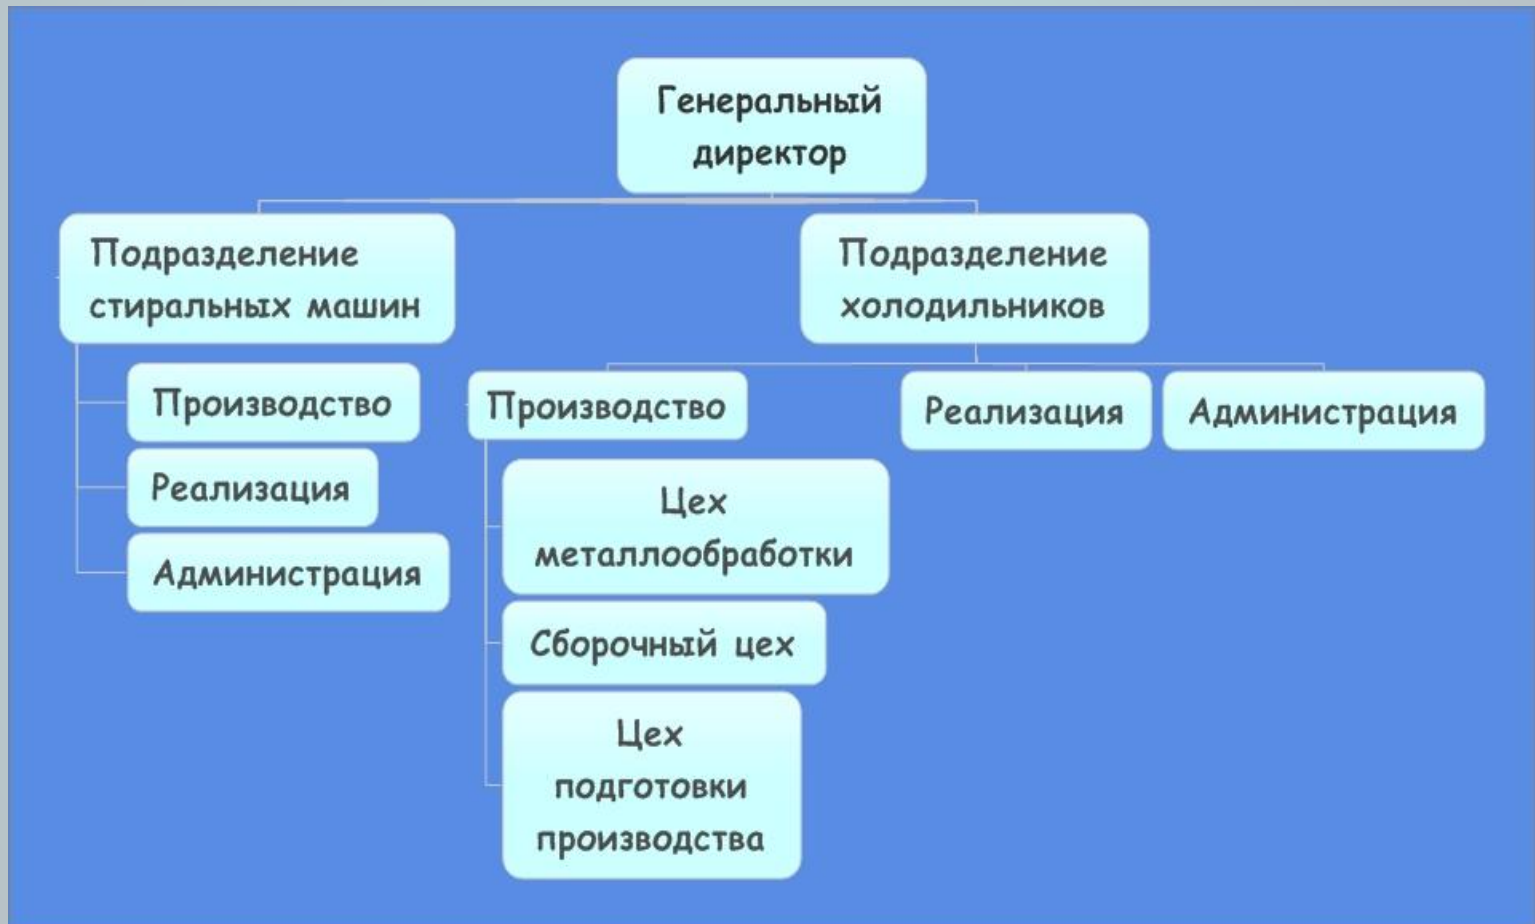 Генеральный
директор
Подразделение
стиральных машин
Подразделение
холодильников
Производство
Реализация
Администрация
Производство
Реализация
Администрация
Цех
металлообработки
Сборочный цех
Цех
подготовки
производства